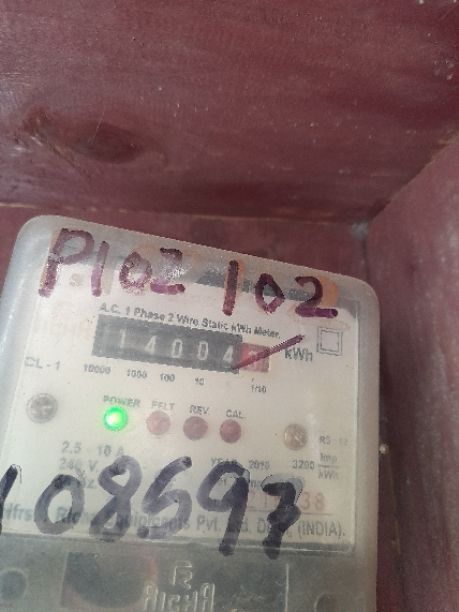 P102 102
A.C. 1 Phase 2 Wire Static kWh Meter.
14004 kWh
CL-1 10000 1000 100 10 1/10
POWER REV. CAL
2.5 - 10 A YEAR 2010 3200 Imp/kWh
240 V.
108597
Pvt. (INDIA).